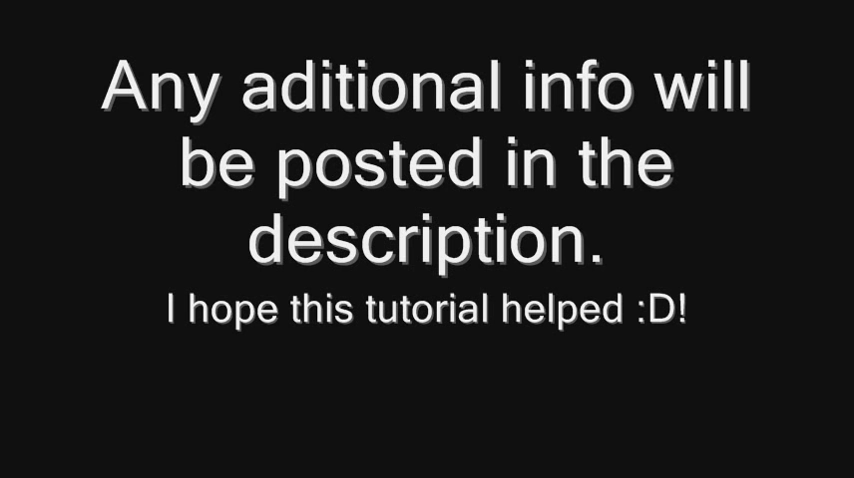 Any aditional info will
be posted in the
description.
I hope this tutorial helped :D!